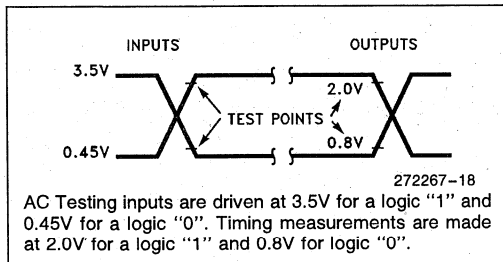 INPUTS OUTPUTS
3.5V
2.0V
TEST POINTS
0.45V 0.8V
272267–18
AC Testing inputs are driven at 3.5V for a logic "1" and
0.45V for a logic "0". Timing measurements are made
at 2.0V for a logic "1" and 0.8V for logic "0".